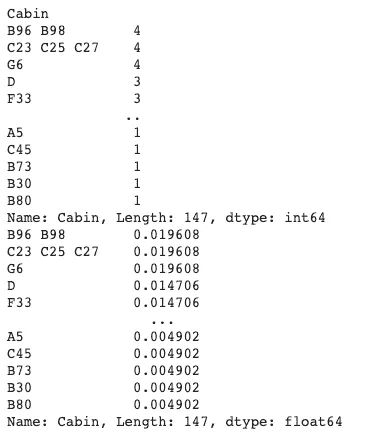 Cabin
B96 B98 4
C23 C25 C27 4
G6 4
D 3
F33 3
..
A5 1
C45 1
B73 1
B30 1
B80 1
Name: Cabin, Length: 147, dtype: int64
B96 B98 0.019608
C23 C25 C27 0.019608
G6 0.019608
D 0.014706
F33 0.014706
...
A5 0.004902
C45 0.004902
B73 0.004902
B30 0.004902
B80 0.004902
Name: Cabin, Length: 147, dtype: float64